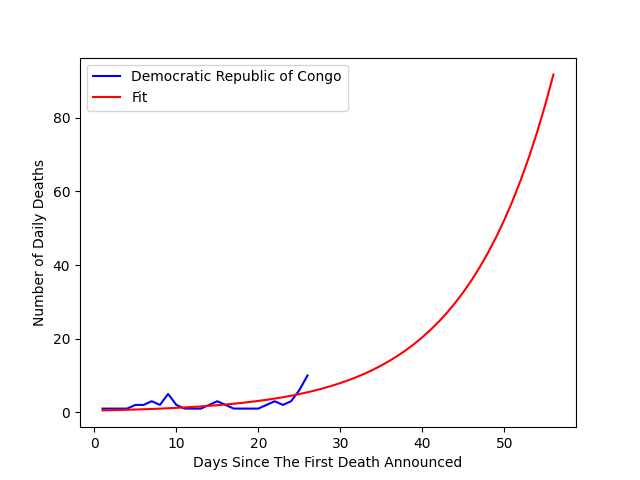 Democratic Republic of Congo
Fit
80
60
40
20
0
Number of Daily Deaths
0 10 20 30 40 50
Days Since The First Death Announced